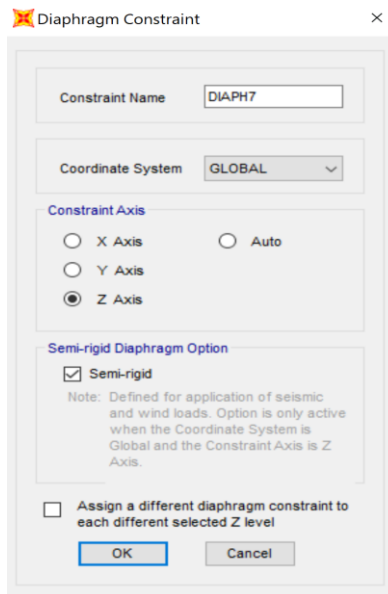 Diaphragm Constraint
Constraint Name DIAPH7
Coordinate System GLOBAL
Constraint Axis
X Axis Auto
Y Axis
Z Axis
Semi-rigid Diaphragm Option
Semi-rigid
Note: Defined for application of seismic
and wind loads. Option is only active
when the Coordinate System is
Global and the Constraint Axis is Z
Axis.
Assign a different diaphragm constraint to
each different selected Z level
OK Cancel